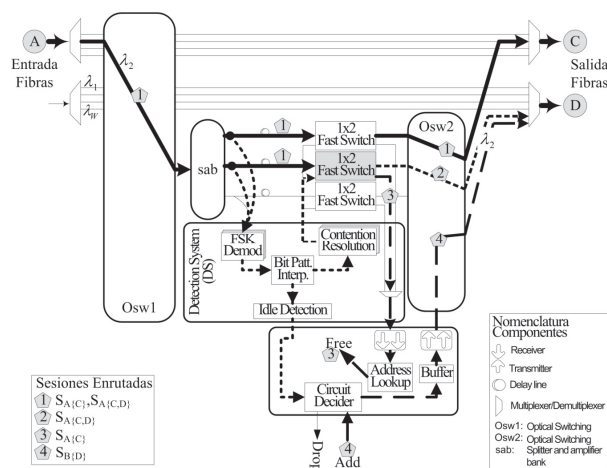 A
Entrada
Fibras
λ1
λW
λ2
1
Osw1
sab
1
1
1x2
Fast Switch
1x2
Fast Switch
1x2
Fast Switch
3
Osw2
1
2
4
λ2
C
Salida
Fibras
D
Detection System
(DS)
FSK
Demod
Contention
Resolution
Bit Patt.
Interp.
Idle Detection
Free
3
Address
Lookup
Buffer
Circuit
Decider
Drop
4
Add
Sesiones Enrutadas
1 SA{C}, SA{C,D}
2 SA{C,D}
3 SA{C}
4 SB{D}
Nomenclatura
Componentes
Receiver
Transmitter
Delay line
Multiplexer/Demultiplexer
Osw1: Optical Switching
Osw2: Optical Switching
sab: Splitter and amplifier
bank